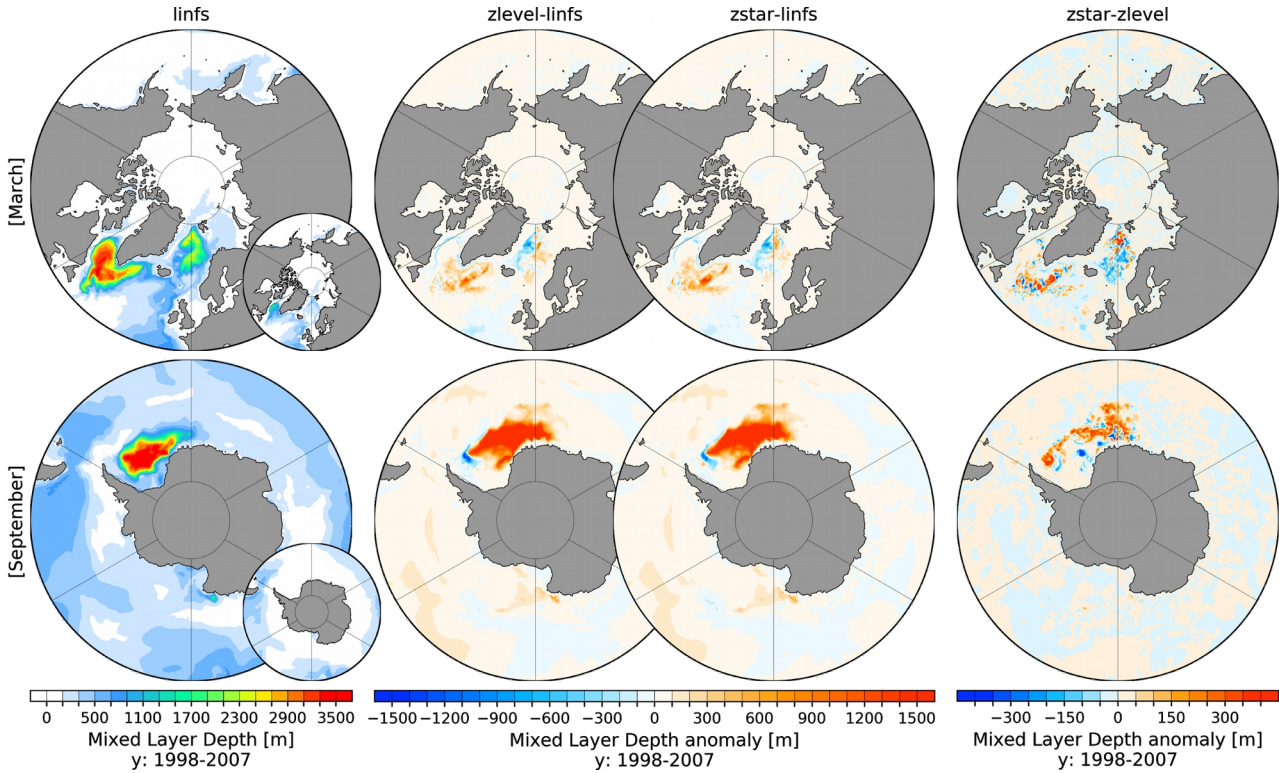 linfs
zlevel-linfs
zstar-linfs
zstar-zlevel
[March]
[September]
0 500 1100 1700 2300 2900 3500
Mixed Layer Depth [m]
y: 1998-2007
−1500 −1200 −900 −600 −300 0 300 600 900 1200 1500
Mixed Layer Depth anomaly [m]
y: 1998-2007
−300 −150 0 150 300
Mixed Layer Depth anomaly [m]
y: 1998-2007